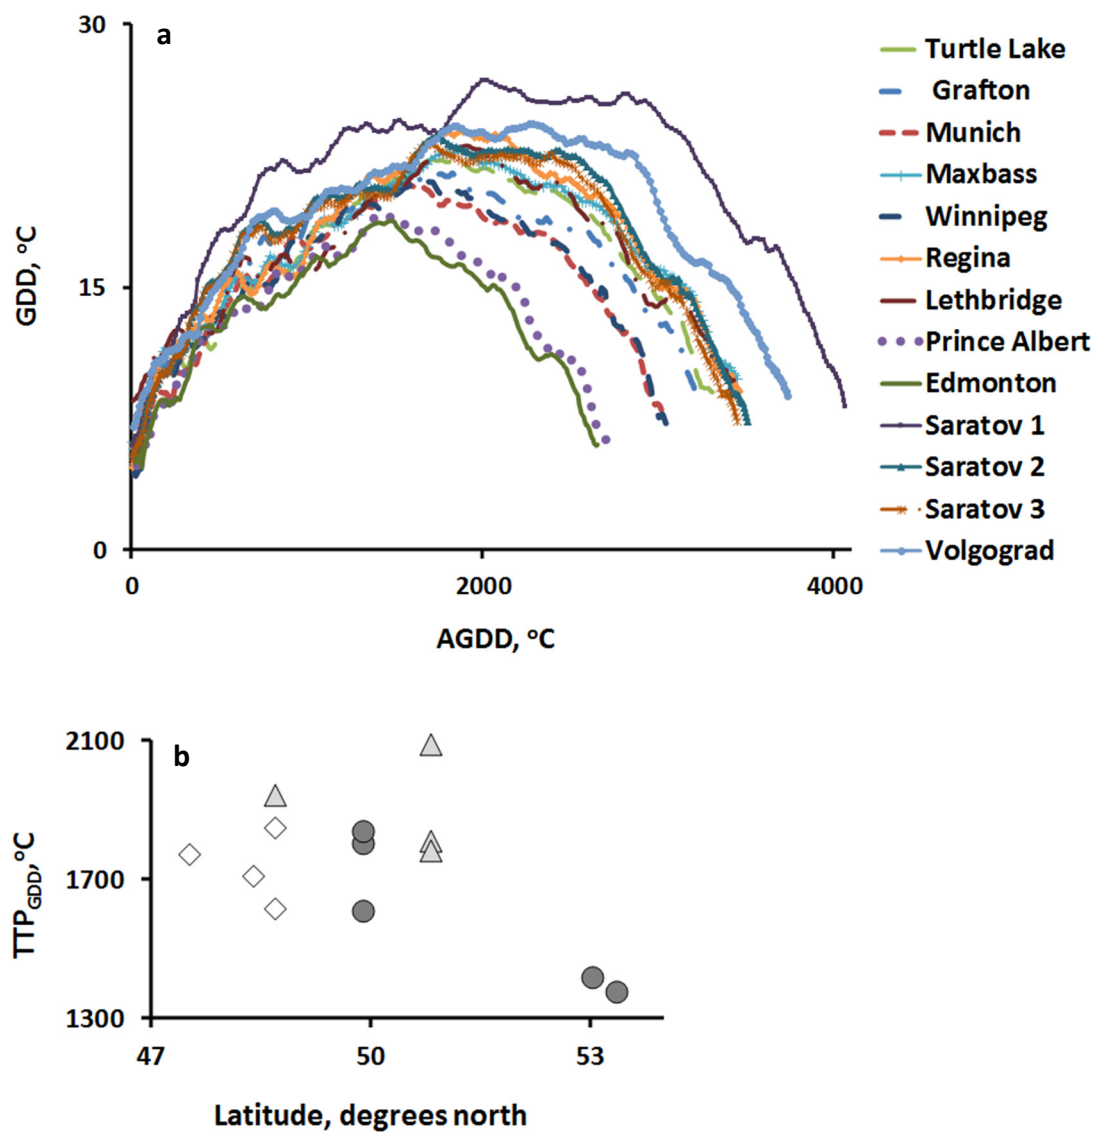 30
a
15
0
0
2000
4000
GDD, °C
AGDD, °C
Turtle Lake
Grafton
Munich
Maxbass
Winnipeg
Regina
Lethbridge
Prince Albert
Edmonton
Saratov 1
Saratov 2
Saratov 3
Volgograd
2100
b
1700
1300
47
50
53
TTPGDD,°C
Latitude, degrees north